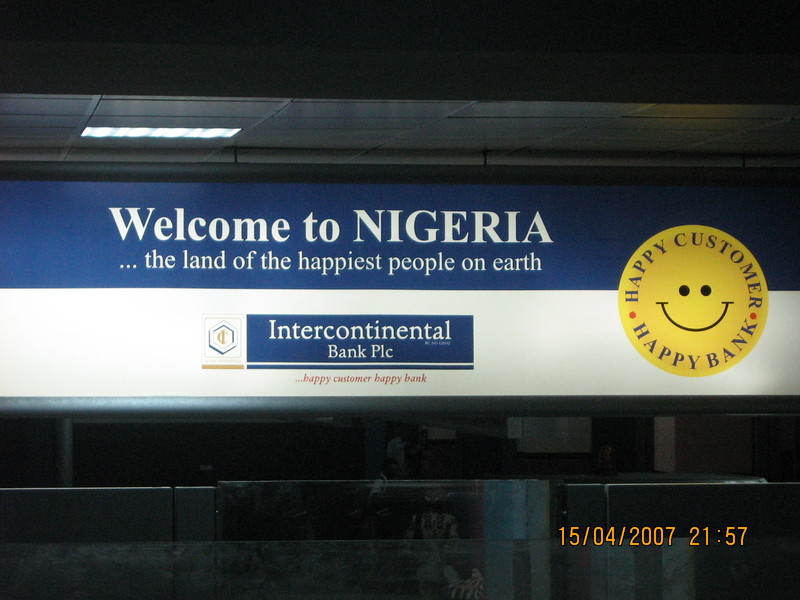 Welcome to NIGERIA
... the land of the happiest people on earth
HAPPY CUSTOMER
HAPPY BANK
Intercontinental
Bank Plc
...happy customer happy bank
15/04/2007 21:57